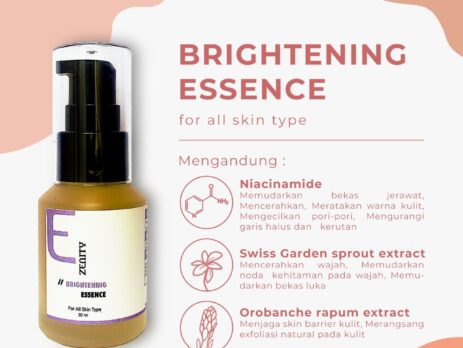 BRIGHTENING
ESSENCE
for all skin type
Mengandung :
Niacinamide
Memudarkan bekas jerawat,
Mencerahkan, Meratakan warna kulit,
Mengecilkan pori-pori, Mengurangi
garis halus dan kerutan
NH₂
N
O
Swiss Garden sprout extract
Mencerahkan wajah, Memudarkan
noda kehitaman pada wajah, Memu-
darkan bekas luka
Orobanche rapum extract
Menjaga skin barrier kulit, Merangsang
exfoliasi natural pada kulit
E
ZENITY
BRIGHTENING
ESSENCE
For All Skin Type
30 ml